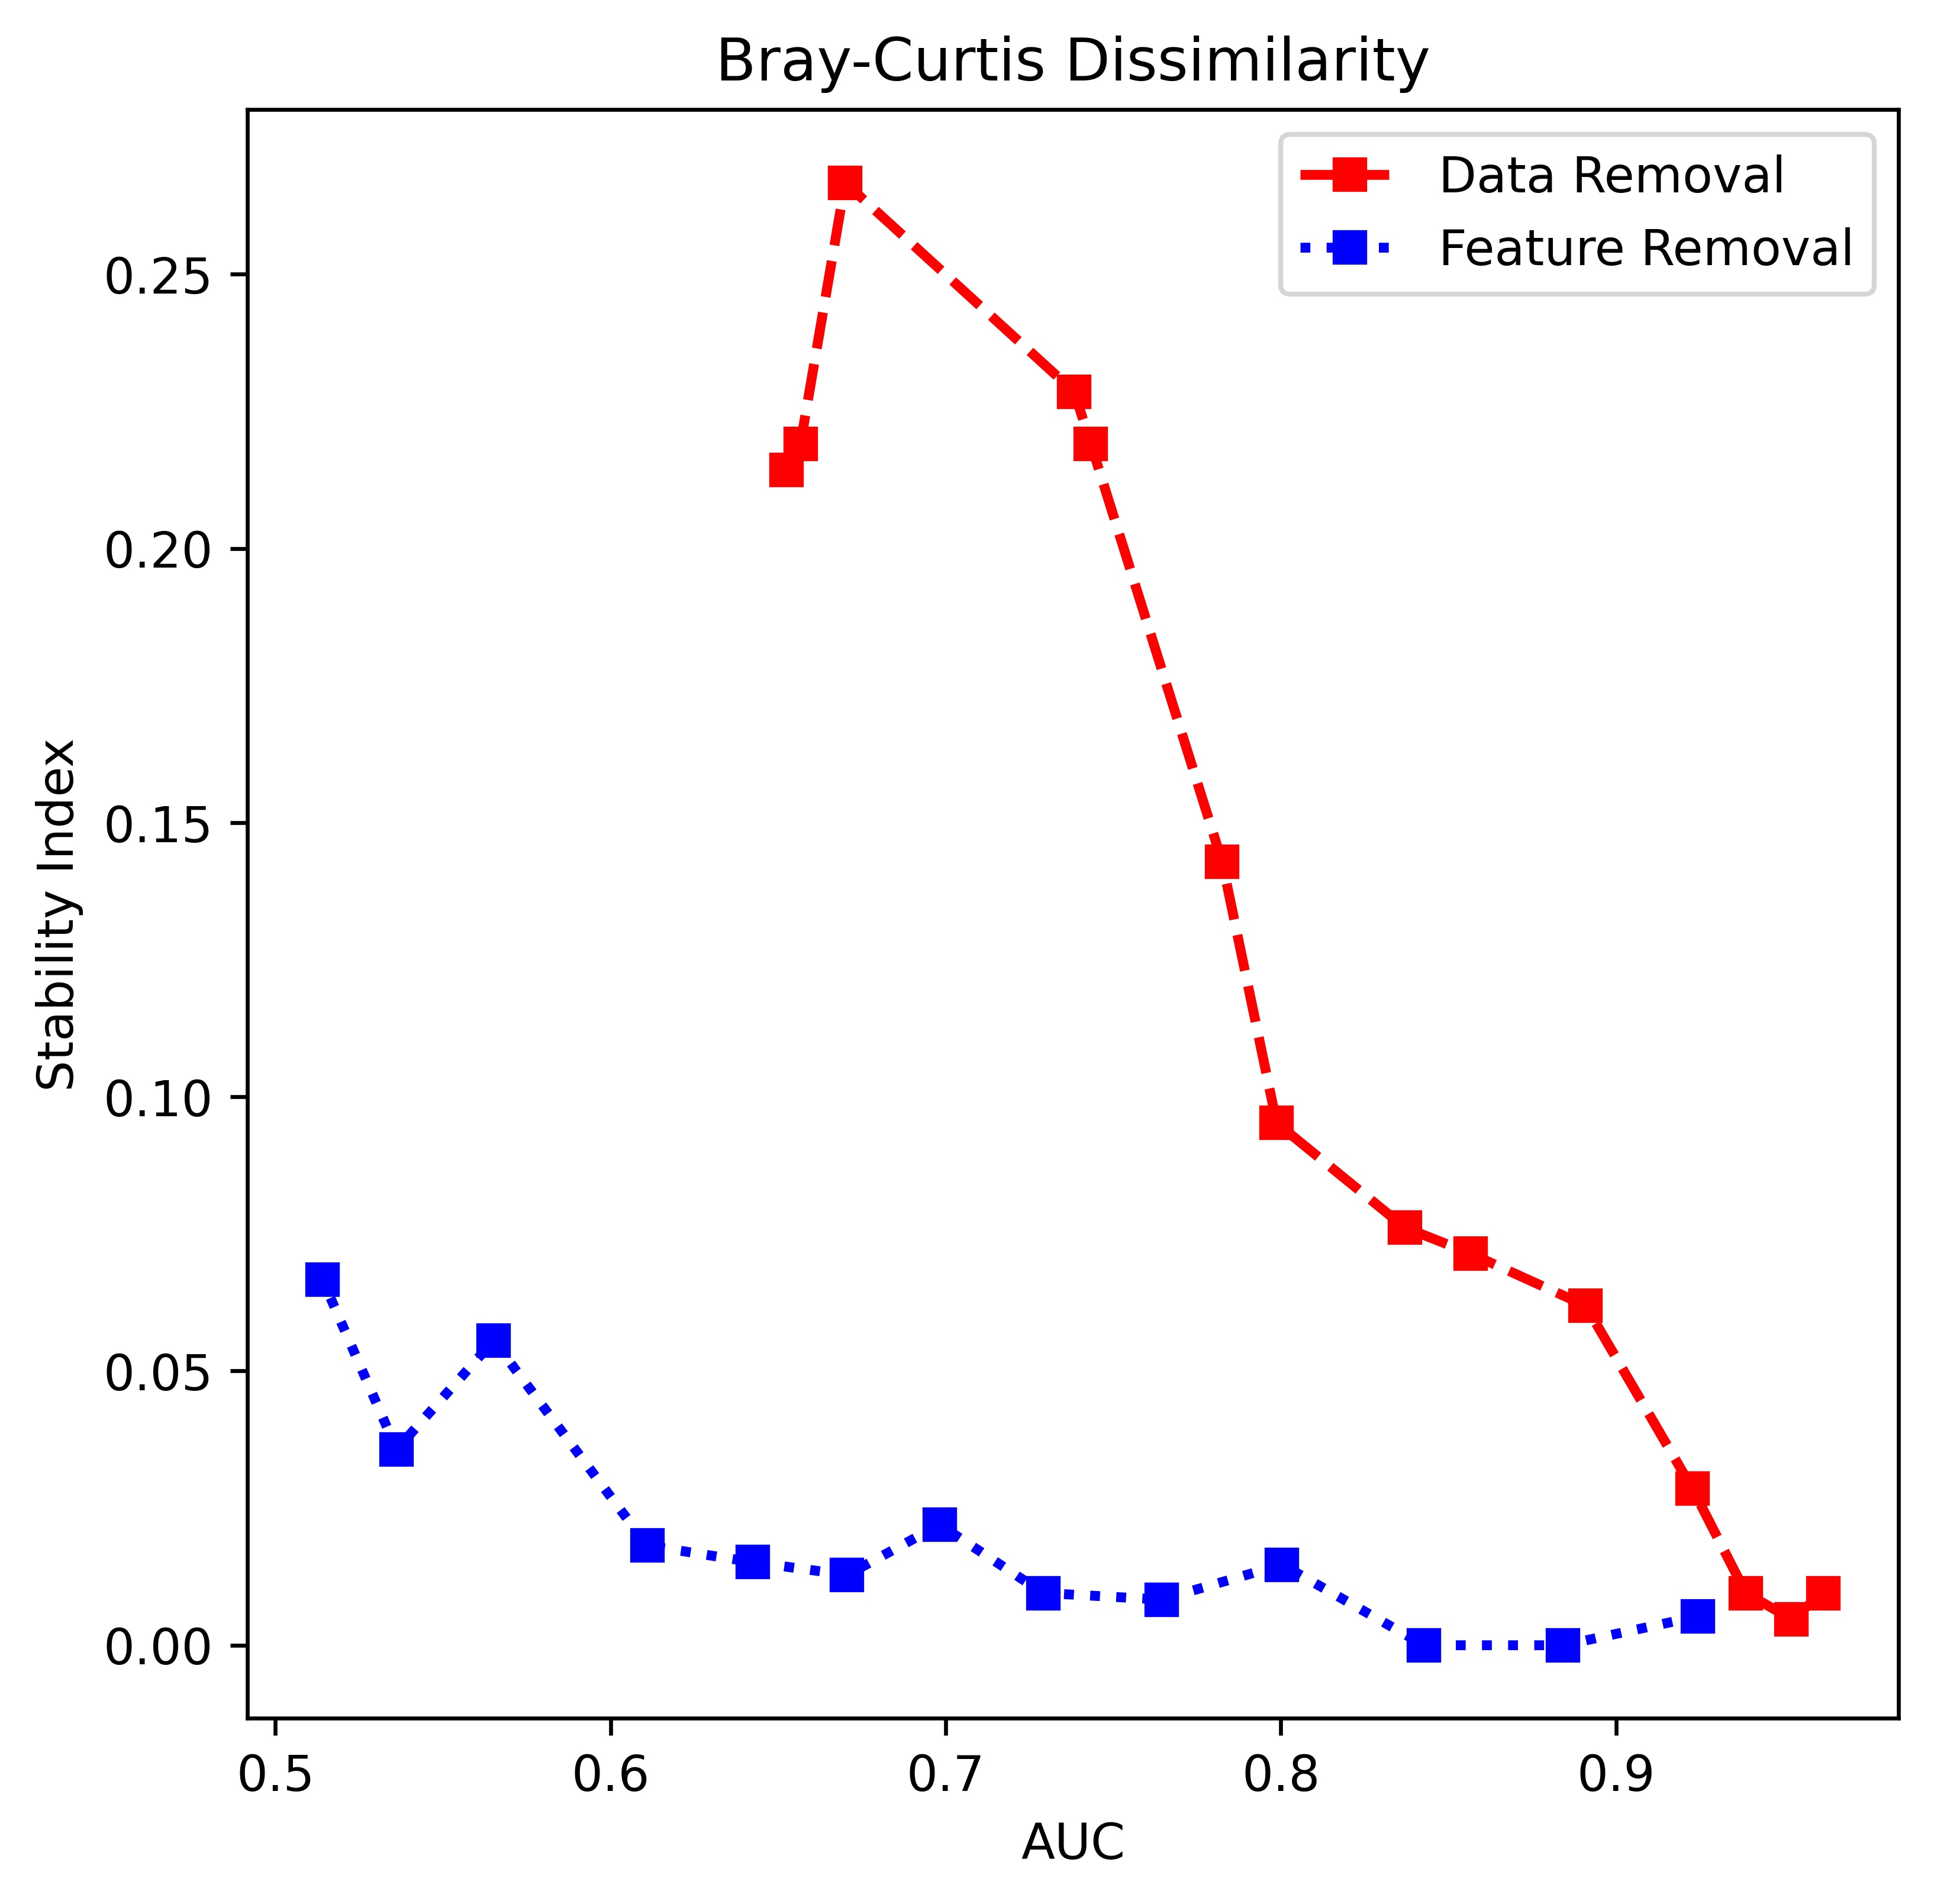 Bray-Curtis Dissimilarity
Data Removal
Feature Removal
Stability Index
0.25
0.20
0.15
0.10
0.05
0.00
0.5 0.6 0.7 0.8 0.9
AUC